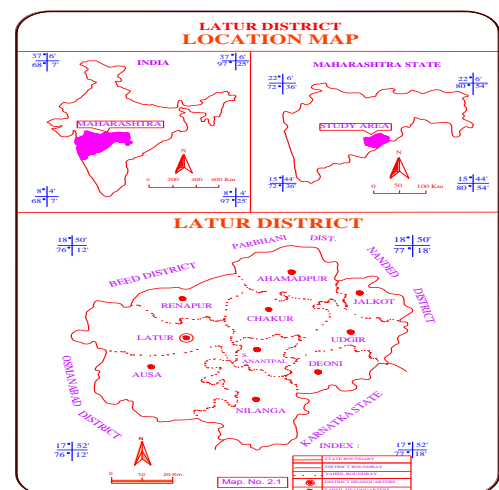 LATUR DISTRICT
LOCATION MAP
37° 6'
68° 7'
INDIA
37° 6'
97° 25'
MAHARASHTRA
N
0 200 400 600 Km.
8° 4'
68° 7'
8° 4'
97° 25'
MAHARASHTRA STATE
22° 6'
72° 36'
22° 6'
80° 54'
STUDY AREA
N
0 50 100 Km.
15° 44'
72° 36'
15° 44'
80° 54'
LATUR DISTRICT
18° 50'
76° 12'
PARBHANI DIST.
18° 50'
77° 18'
BEED DISTRICT
NANDED DISTRICT
AHAMADPUR
JALKOT
RENAPUR
CHAKUR
LATUR
UDGIR
S.
ANANTPAL
AUSA
DEONI
OSMANABAD DISTRICT
NILANGA
KARNATKA STATE
17° 52'
76° 12'
N
INDEX :
17° 52'
77° 18'
0 10 20 Km.
Map. No. 2.1
STATE BOUNDARY
DISTRICT BOUNDRAY
TAHSIL BOUNDRAY
DISTRICT HEADQUARTERS
TAHSIL HEADQUARTERS